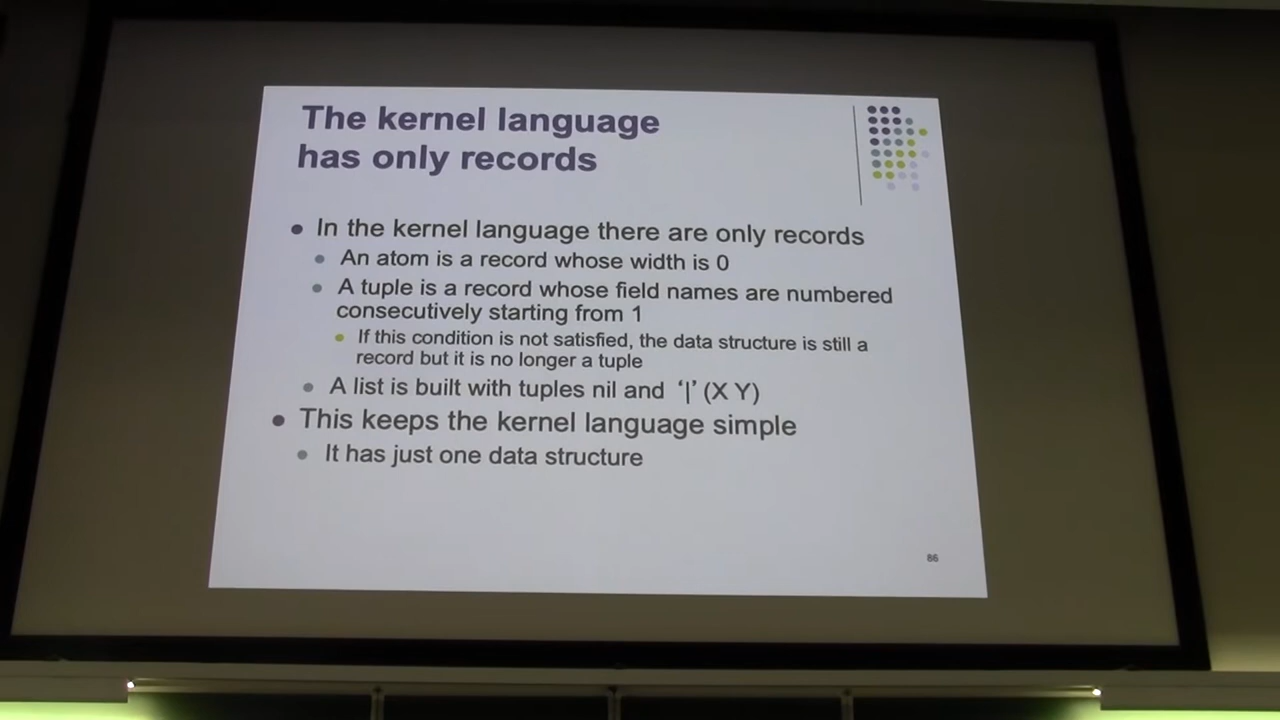 The kernel language
has only records
In the kernel language there are only records
An atom is a record whose width is 0
A tuple is a record whose field names are numbered
consecutively starting from 1
If this condition is not satisfied, the data structure is still a
record but it is no longer a tuple
A list is built with tuples nil and ‘|’ (X Y)
This keeps the kernel language simple
It has just one data structure
86